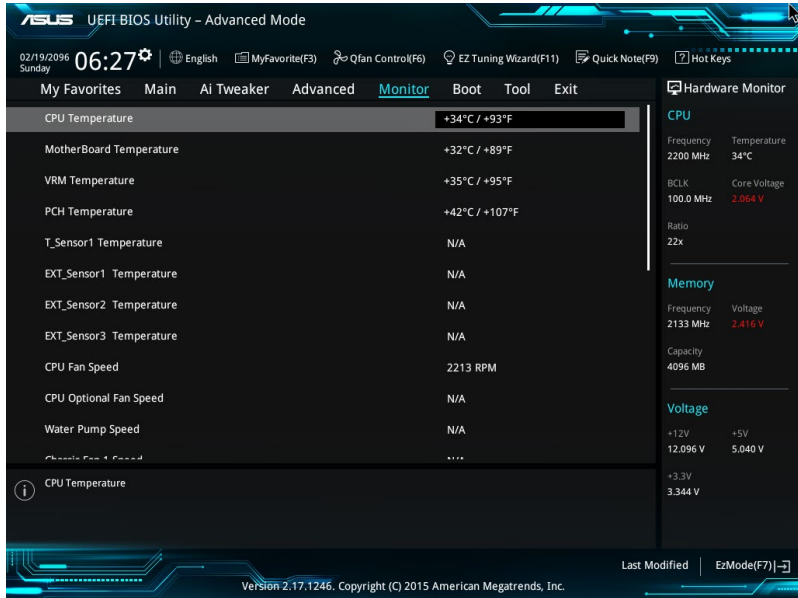 ASUS UEFI BIOS Utility – Advanced Mode
02/19/2096 Sunday 06:27 English MyFavorite(F3) Qfan Control(F6) EZ Tuning Wizard(F11) Quick Note(F9) ? Hot Keys
My Favorites Main Ai Tweaker Advanced Monitor Boot Tool Exit
CPU Temperature +34°C / +93°F
MotherBoard Temperature +32°C / +89°F
VRM Temperature +35°C / +95°F
PCH Temperature +42°C / +107°F
T_Sensor1 Temperature N/A
EXT_Sensor1 Temperature N/A
EXT_Sensor2 Temperature N/A
EXT_Sensor3 Temperature N/A
CPU Fan Speed 2213 RPM
CPU Optional Fan Speed N/A
Water Pump Speed N/A
Chassis Fan 1 Speed N/A
CPU Temperature
Hardware Monitor
CPU
Frequency Temperature
2200 MHz 34°C
BCLK Core Voltage
100.0 MHz 2.064 V
Ratio
22x
Memory
Frequency Voltage
2133 MHz 2.416 V
Capacity
4096 MB
Voltage
+12V +5V
12.096 V 5.040 V
+3.3V
3.344 V
Last Modified EzMode(F7)
Version 2.17.1246. Copyright (C) 2015 American Megatrends, Inc.